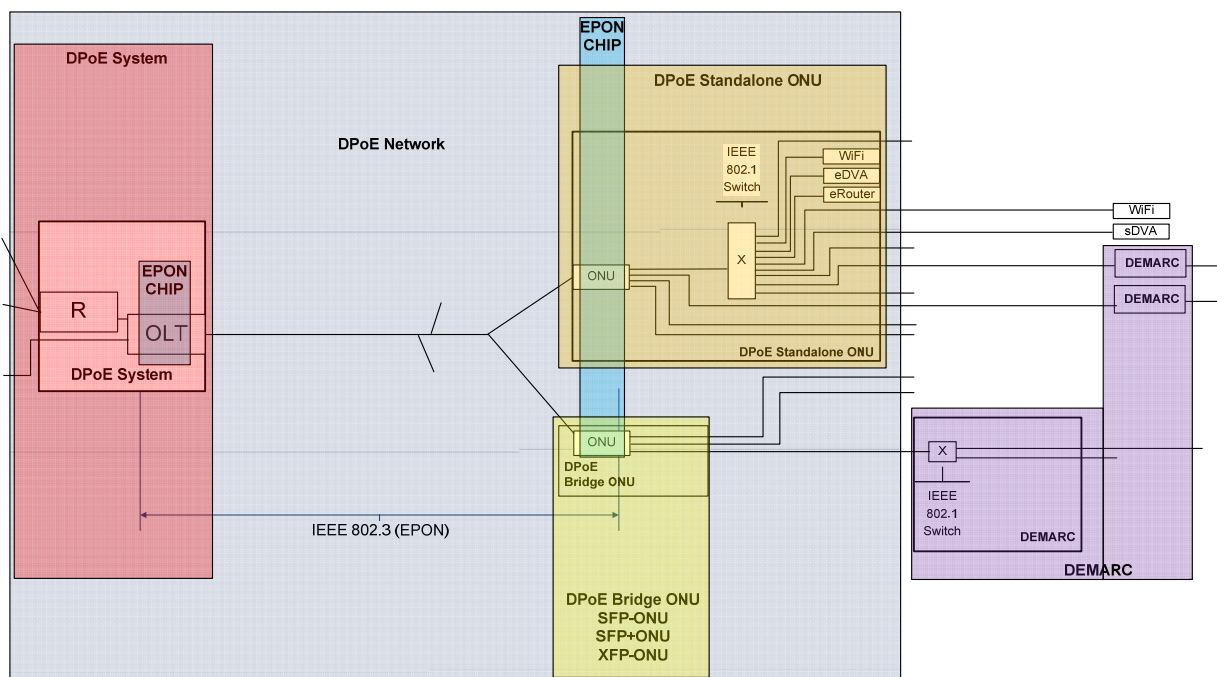 DPoE System
DPoE Network
EPON
CHIP
R
OLT
DPoE System
IEEE 802.3 (EPON)
EPON
CHIP
DPoE Standalone ONU
IEEE
802.1
Switch
WiFi
eDVA
eRouter
X
ONU
DPoE Standalone ONU
WiFi
sDVA
DEMARC
DEMARC
ONU
DPoE
Bridge ONU
DPoE Bridge ONU
SFP-ONU
SFP+ONU
XFP-ONU
X
IEEE
802.1
Switch
DEMARC
DEMARC